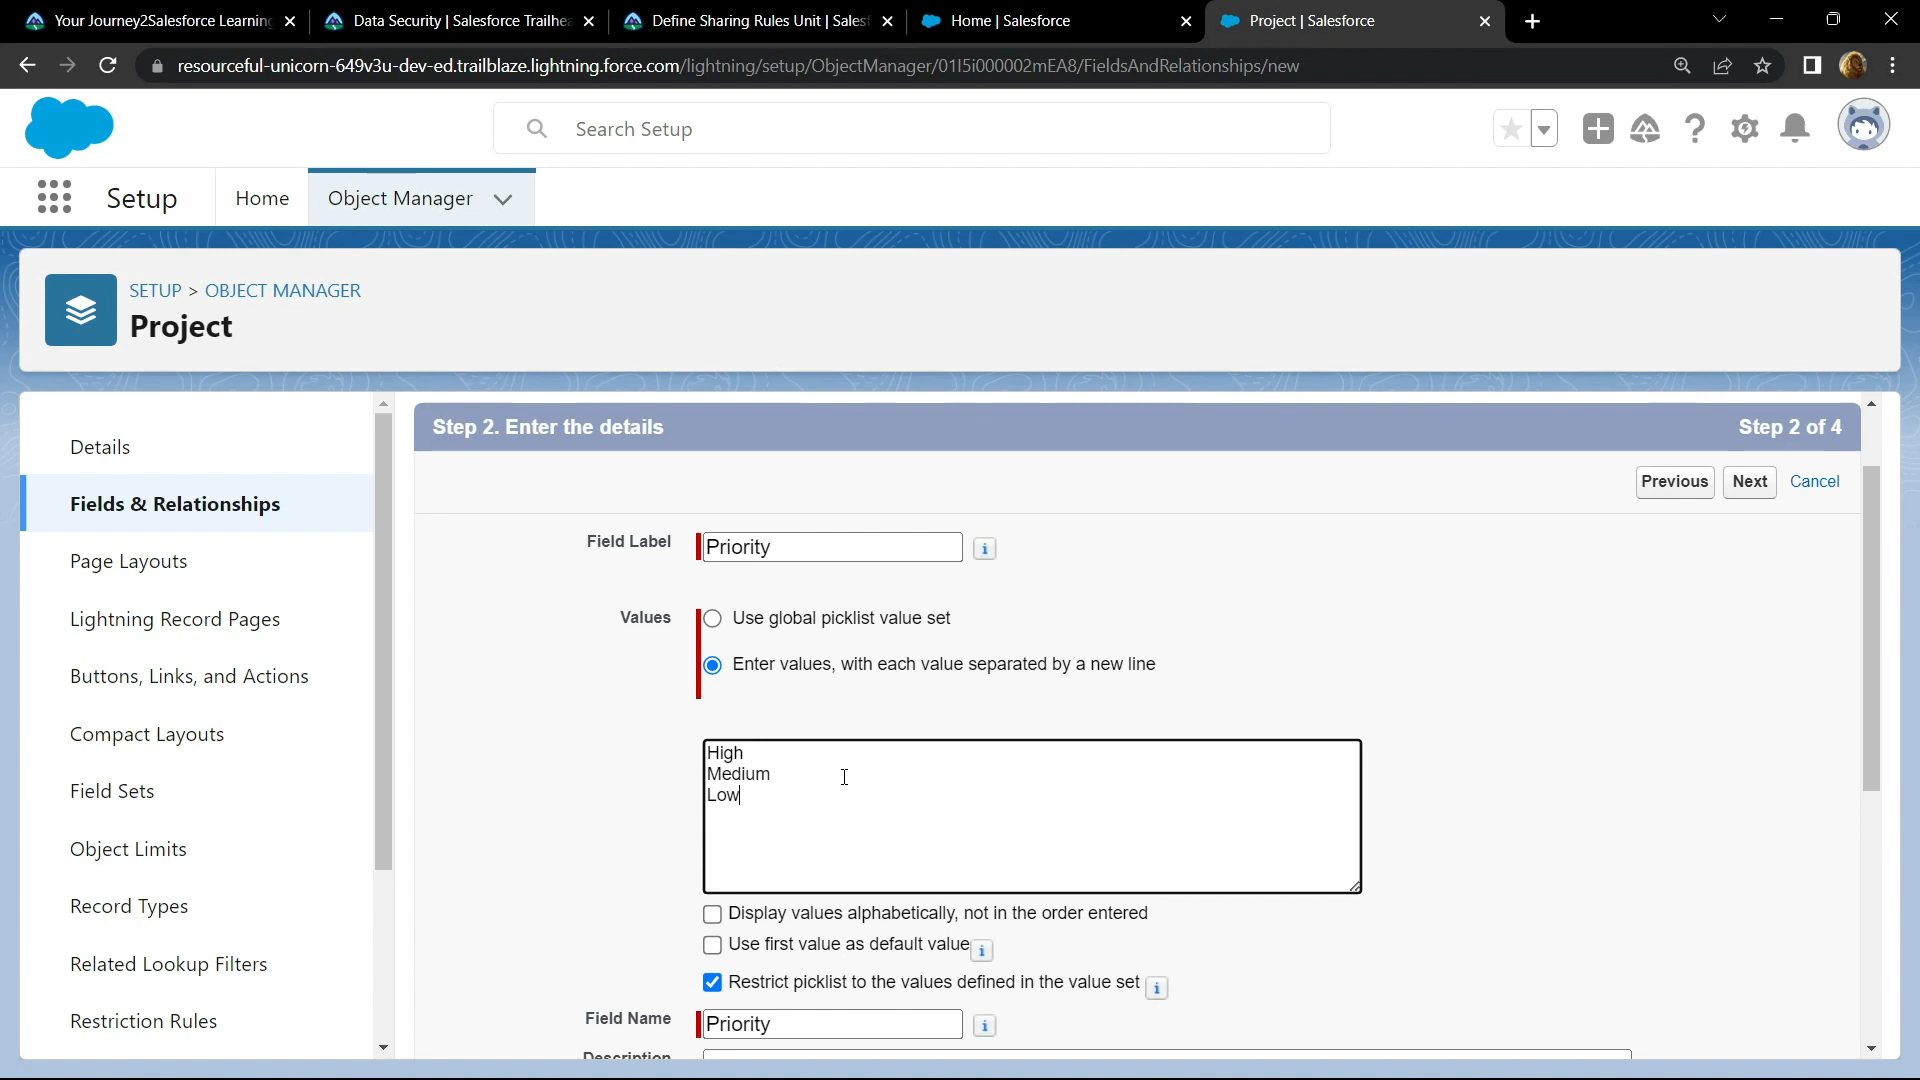 Your Journey2Salesforce Learning
Data Security | Salesforce Trailhea
Define Sharing Rules Unit | Salesf
Home | Salesforce
Project | Salesforce
resourceful-unicorn-649v3u-dev-ed.trailblaze.lightning.force.com/lightning/setup/ObjectManager/01I5i000002mEA8/FieldsAndRelationships/new
Search Setup
Setup
Home
Object Manager
SETUP > OBJECT MANAGER
Project
Details
Fields & Relationships
Page Layouts
Lightning Record Pages
Buttons, Links, and Actions
Compact Layouts
Field Sets
Object Limits
Record Types
Related Lookup Filters
Restriction Rules
Step 2. Enter the details
Step 2 of 4
Previous Next Cancel
Field Label Priority
Values
Use global picklist value set
Enter values, with each value separated by a new line
High
Medium
Low
Display values alphabetically, not in the order entered
Use first value as default value
Restrict picklist to the values defined in the value set
Field Name Priority
Description